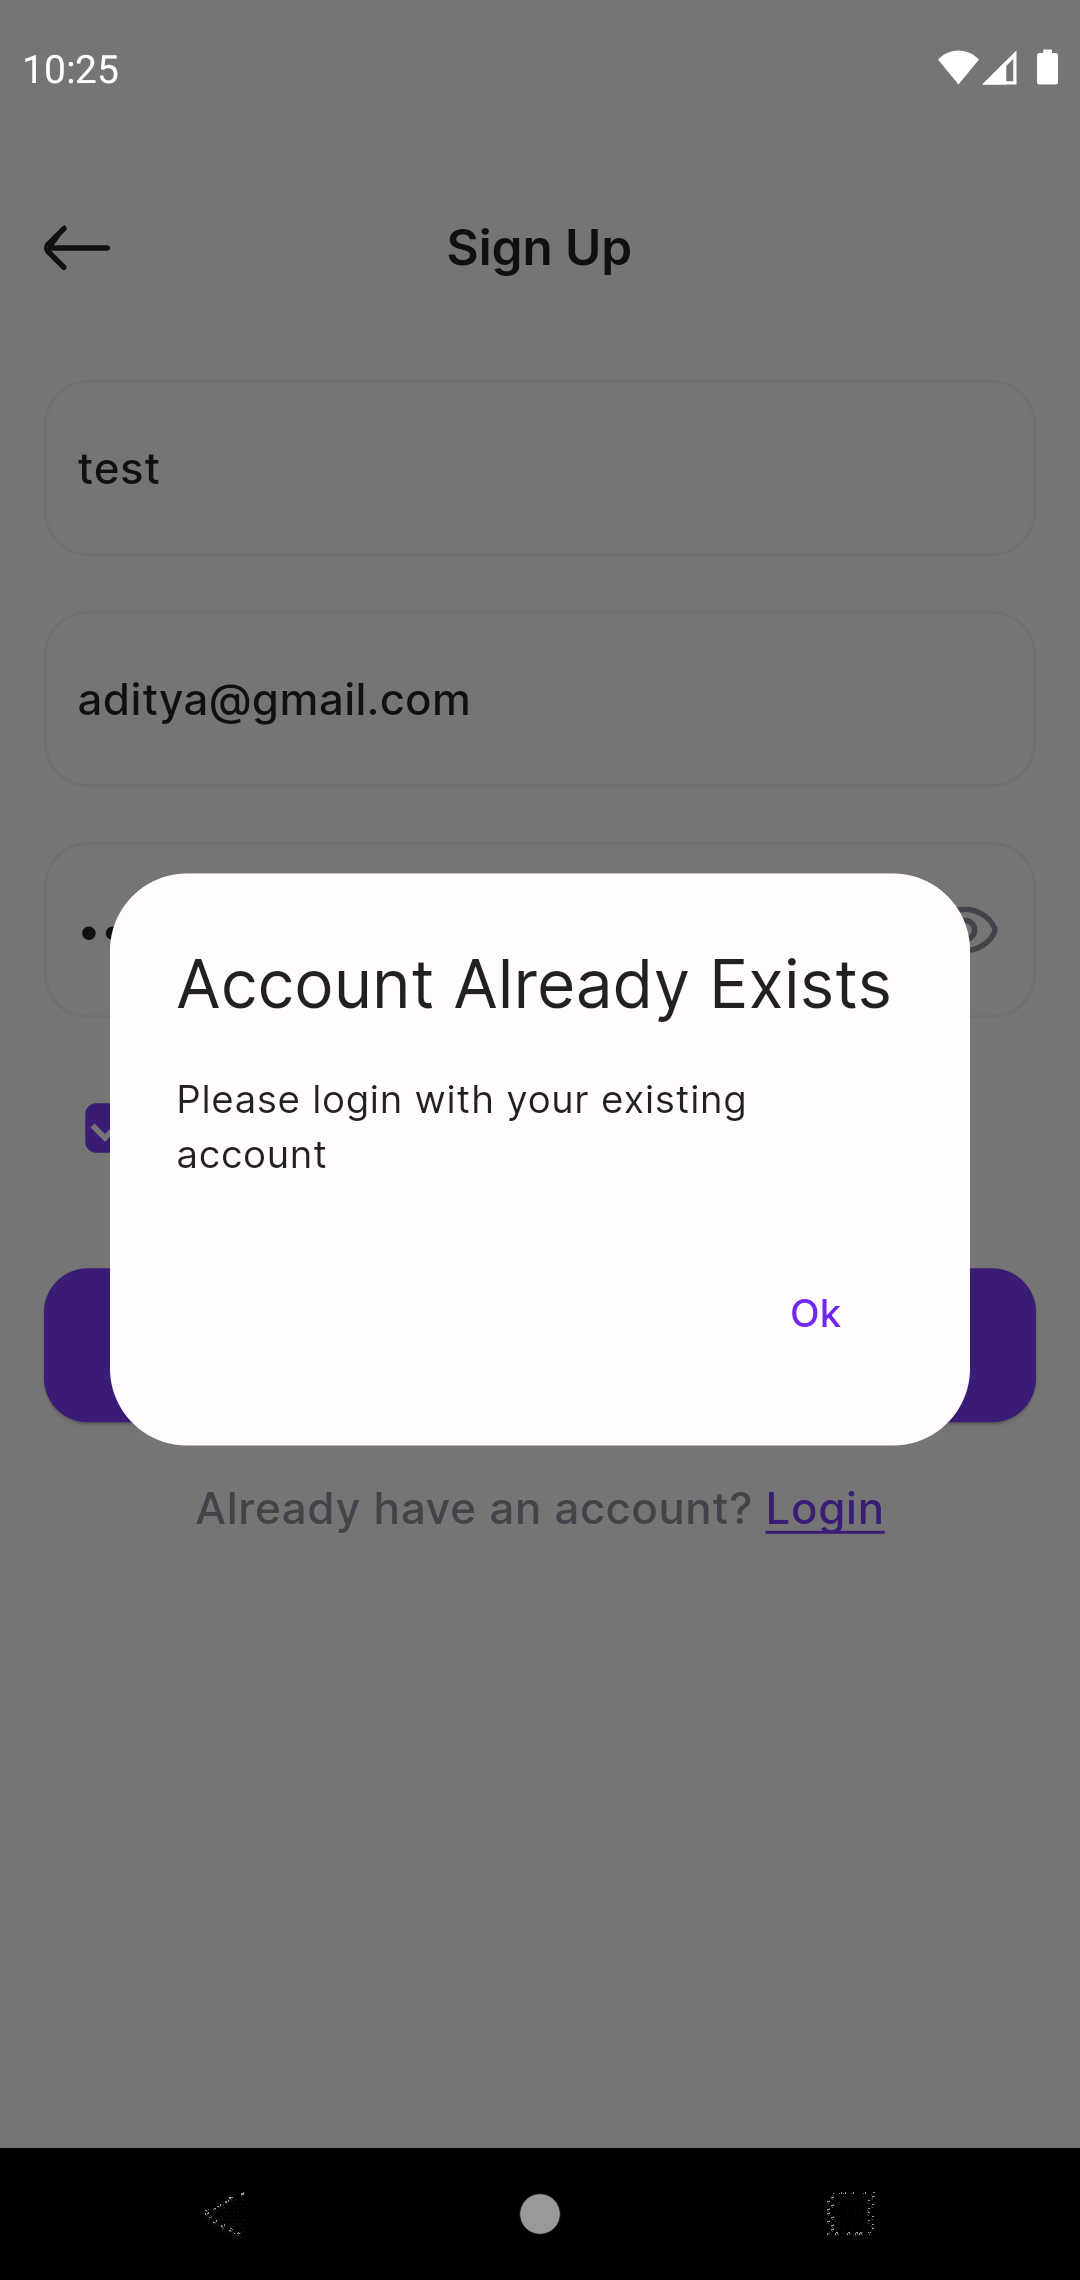 10:25
Sign Up
test
aditya@gmail.com
Account Already Exists
Please login with your existing
account
Ok
Already have an account? Login